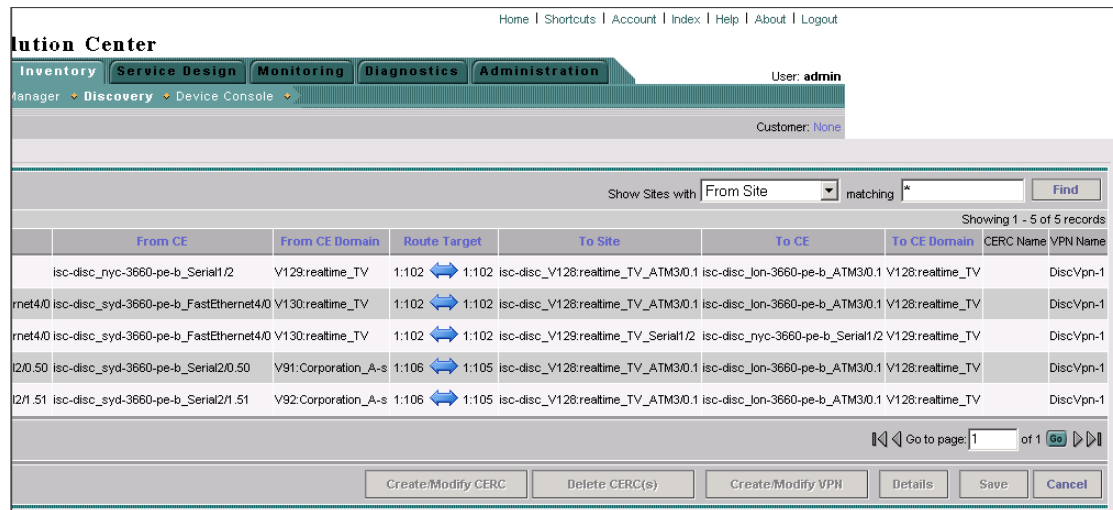 Home | Shortcuts | Account | Index | Help | About | Logout
lution Center
Inventory Service Design Monitoring Diagnostics Administration
User: admin
Manager Discovery Device Console
Customer: None
Show Sites with From Site matching * Find
Showing 1 - 5 of 5 records
From CE From CE Domain Route Target To Site To CE To CE Domain CERC Name VPN Name
isc-disc_nyc-3660-pe-b_Serial1/2 V129:realtime_TV 1:102 1:102 isc-disc_V128:realtime_TV_ATM3/0.1 isc-disc_lon-3660-pe-b_ATM3/0.1 V128:realtime_TV DiscVpn-1
rnet4/0 isc-disc_syd-3660-pe-b_FastEthernet4/0 V130:realtime_TV 1:102 1:102 isc-disc_V128:realtime_TV_ATM3/0.1 isc-disc_lon-3660-pe-b_ATM3/0.1 V128:realtime_TV DiscVpn-1
rnet4/0 isc-disc_syd-3660-pe-b_FastEthernet4/0 V130:realtime_TV 1:102 1:102 isc-disc_V129:realtime_TV_Serial1/2 isc-disc_nyc-3660-pe-b_Serial1/2 V129:realtime_TV DiscVpn-1
l2/0.50 isc-disc_syd-3660-pe-b_Serial2/0.50 V91:Corporation_A-s 1:106 1:105 isc-disc_V128:realtime_TV_ATM3/0.1 isc-disc_lon-3660-pe-b_ATM3/0.1 V128:realtime_TV DiscVpn-1
l2/1.51 isc-disc_syd-3660-pe-b_Serial2/1.51 V92:Corporation_A-s 1:106 1:105 isc-disc_V128:realtime_TV_ATM3/0.1 isc-disc_lon-3660-pe-b_ATM3/0.1 V128:realtime_TV DiscVpn-1
Go to page: 1 of 1 Go
Create/Modify CERC Delete CERC(s) Create/Modify VPN Details Save Cancel